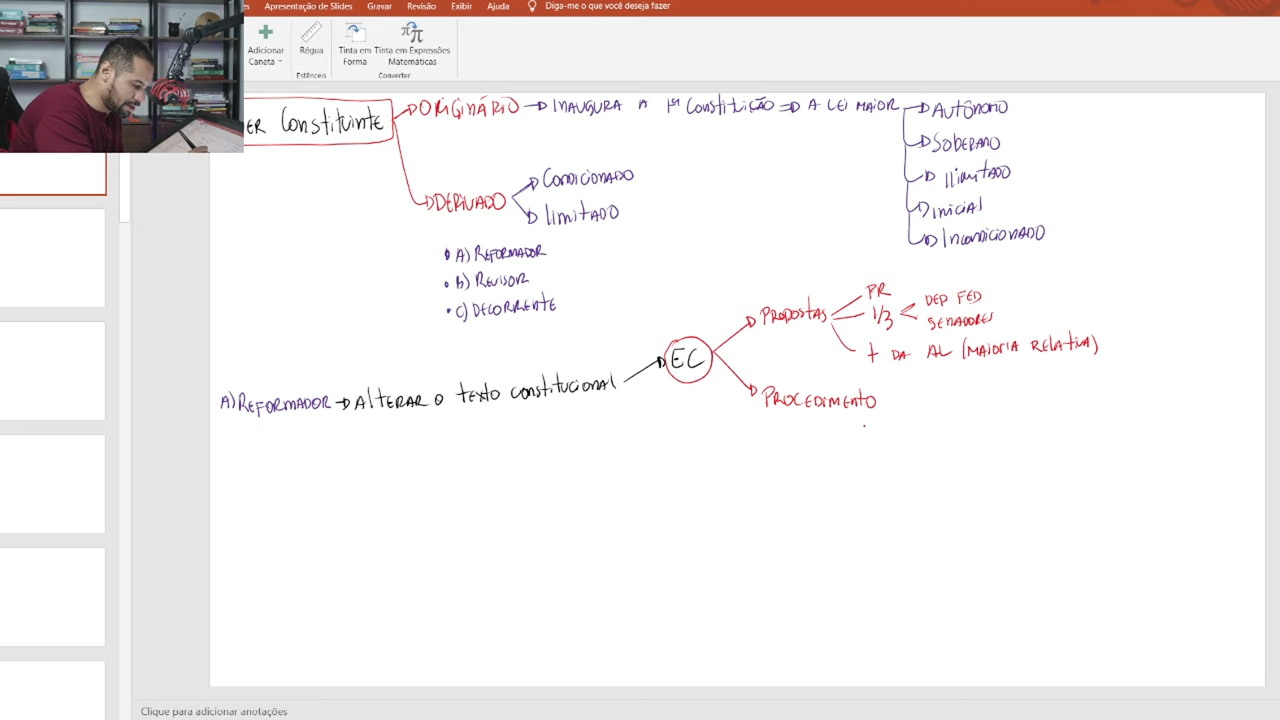 Apresentação de Slides Gravar Revisão Exibir Ajuda Diga-me o que você deseja fazer
Adicionar Caneta
Régua
Tinta em Forma
Tinta em Expressões Matemáticas
Estênceis
Converter
ER Constituinte
ORIGINÁRIO → INAUGURA A 1ª Constituição → A LEI MAIOR
AUTÔNOMO
SOBERANO
IlimitADO
INICIAL
INCONDICIONADO
DERIVADO
CONDICIONADO
limitADO
• A) REFORMADOR
• B) REVISOR
• C) DECORRENTE
A) REFORMADOR → AlTERAR O TEXTO CONSTITUCIONAL
EC
PROPOSTAS
PR
1/3
DEP FED
SENADORES
+ DA AL (MAIORIA RELATIVA)
PROCEDIMENTO
Clique para adicionar anotações